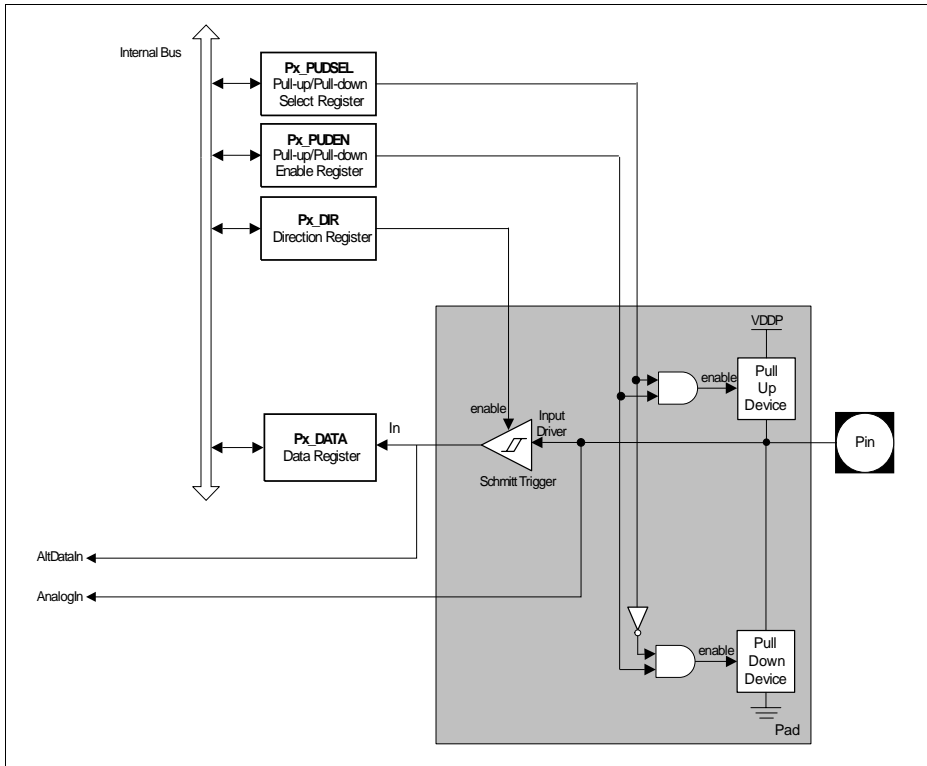 Internal Bus
Px_PUDSEL
Pull-up/Pull-down
Select Register
Px_PUDEN
Pull-up/Pull-down
Enable Register
Px_DIR
Direction Register
VDDP
Pull
Up
Device
enable
enable
Input
Driver
In
Px_DATA
Data Register
Schmitt Trigger
Pin
AltDataIn
AnalogIn
enable
Pull
Down
Device
Pad